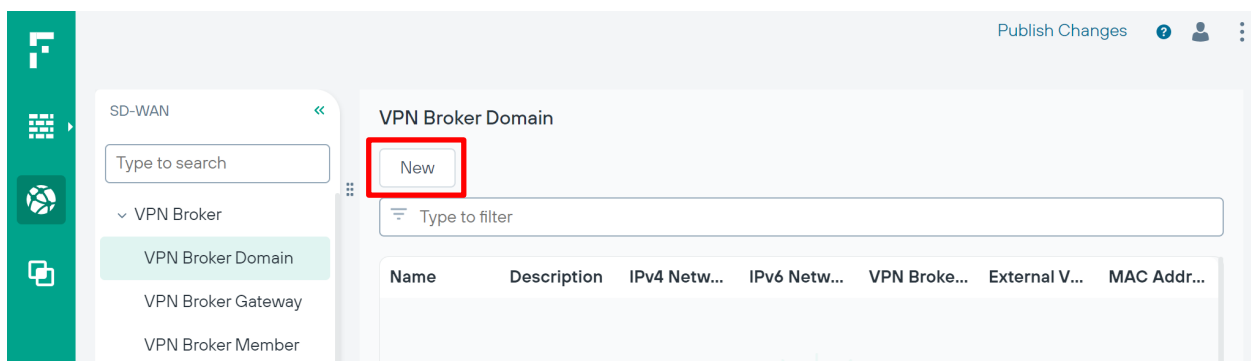 Publish Changes
SD-WAN
Type to search
VPN Broker
VPN Broker Domain
VPN Broker Gateway
VPN Broker Member
VPN Broker Domain
New
Type to filter
Name Description IPv4 Netw... IPv6 Netw... VPN Broke... External V... MAC Addr...